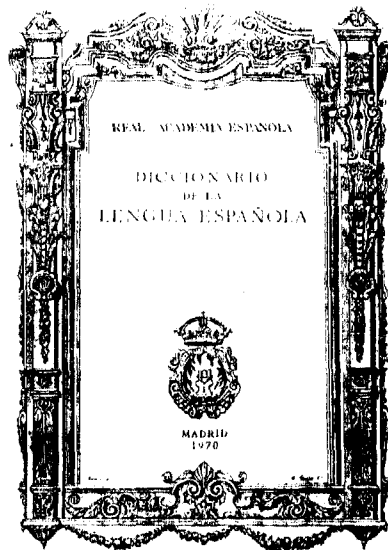 REAL ACADEMIA ESPAÑOLA
DICCIONARIO
DE LA
LENGUA ESPAÑOLA
MADRID
1970